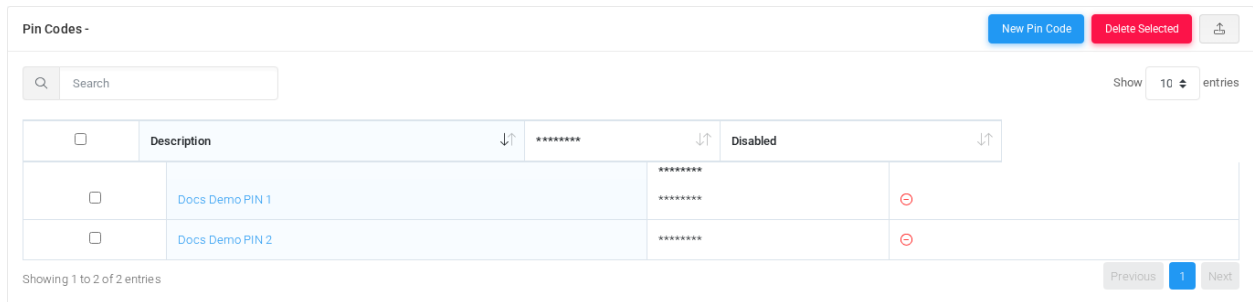 Pin Codes -
New Pin Code
Delete Selected
Search
Show 10 entries
Description ******** Disabled
********
Docs Demo PIN 1 ********
Docs Demo PIN 2 ********
Showing 1 to 2 of 2 entries
Previous 1 Next